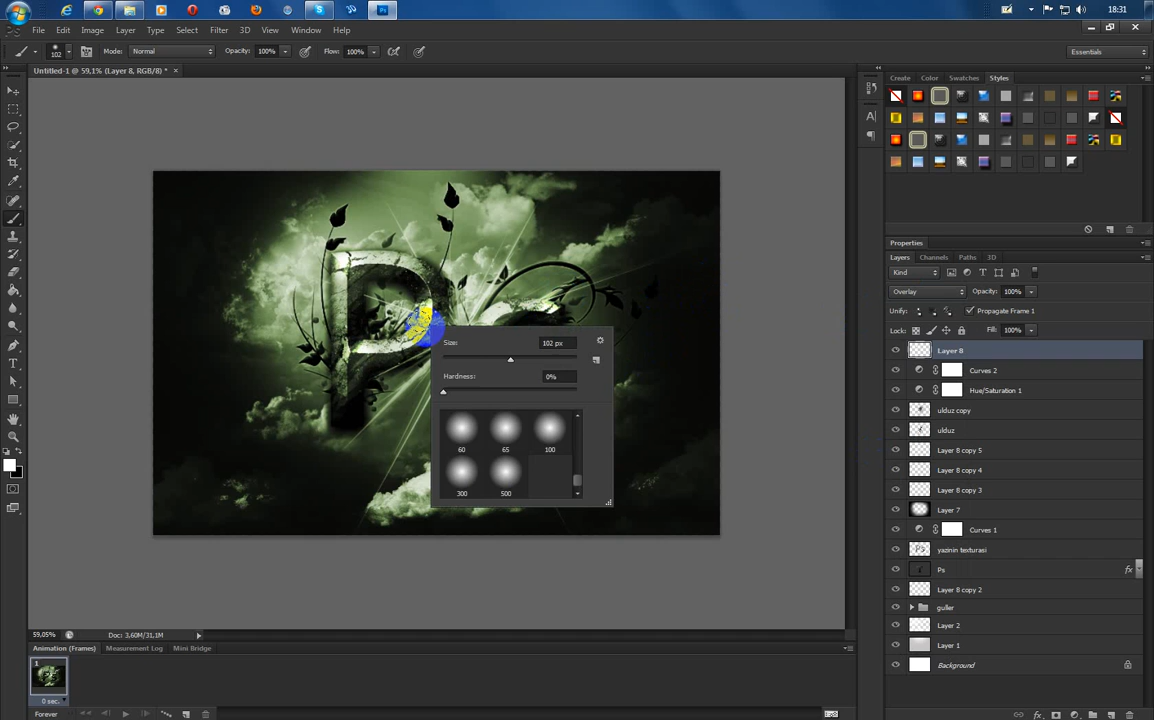 18:31
File Edit Image Layer Type Select Filter 3D View Window Help
102 Mode: Normal Opacity: 100% Flow: 100% Essentials
Untitled-1 @ 59,1% (Layer 8, RGB/8) * ×
Create Color Swatches Styles
Properties
Layers Channels Paths 3D
Kind
Overlay Opacity: 100%
Unify: Propagate Frame 1
Lock: Fill: 100%
Layer 8
Curves 2
Hue/Saturation 1
ulduz copy
ulduz
Layer 8 copy 5
Layer 8 copy 4
Layer 8 copy 3
Layer 7
Curves 1
yazinin texturasi
Ps fx
Layer 8 copy 2
guller
Layer 2
Layer 1
Background
Size: 102 px
Hardness: 0%
60 65 100
300 500
59,05% Doc: 3,60M/31,1M
Animation (Frames) Measurement Log Mini Bridge
1
0 sec.
Forever